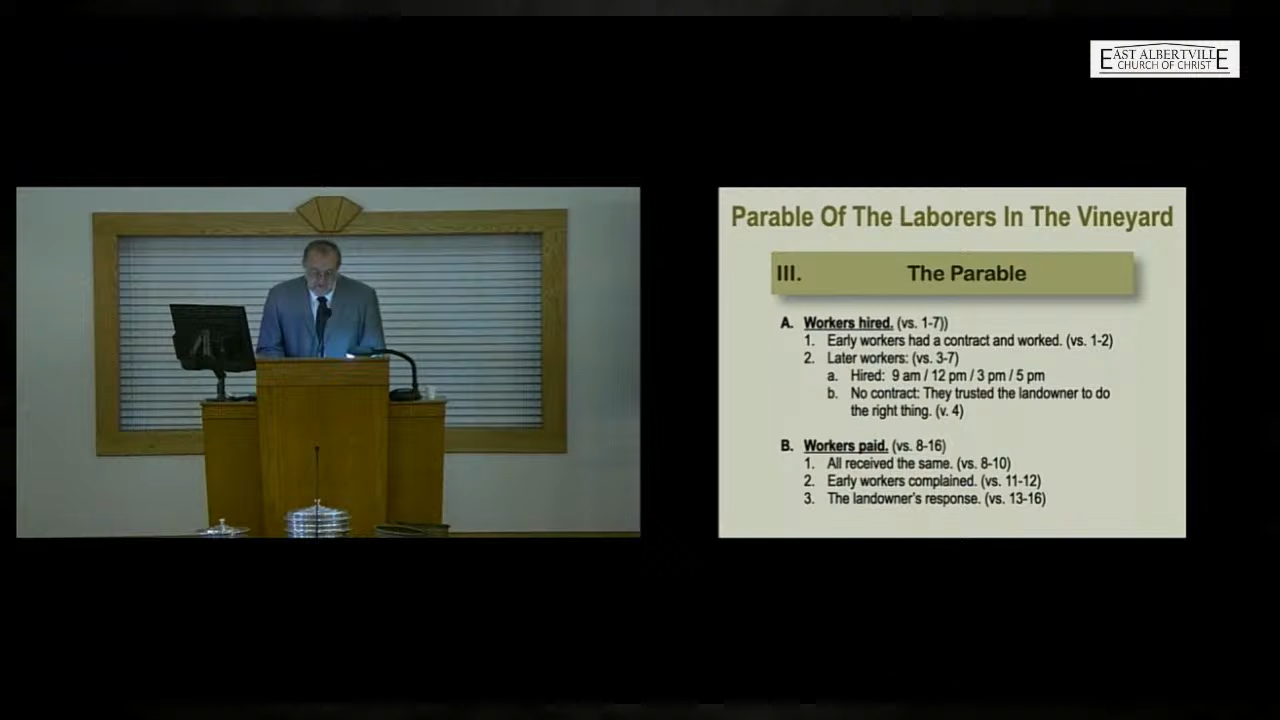 EAST ALBERTVILLE
CHURCH OF CHRIST
Parable Of The Laborers In The Vineyard
III. The Parable
A. Workers hired. (vs. 1-7))
1. Early workers had a contract and worked. (vs. 1-2)
2. Later workers: (vs. 3-7)
a. Hired: 9 am / 12 pm / 3 pm / 5 pm
b. No contract: They trusted the landowner to do
the right thing. (v. 4)
B. Workers paid. (vs. 8-16)
1. All received the same. (vs. 8-10)
2. Early workers complained. (vs. 11-12)
3. The landowner's response. (vs. 13-16)